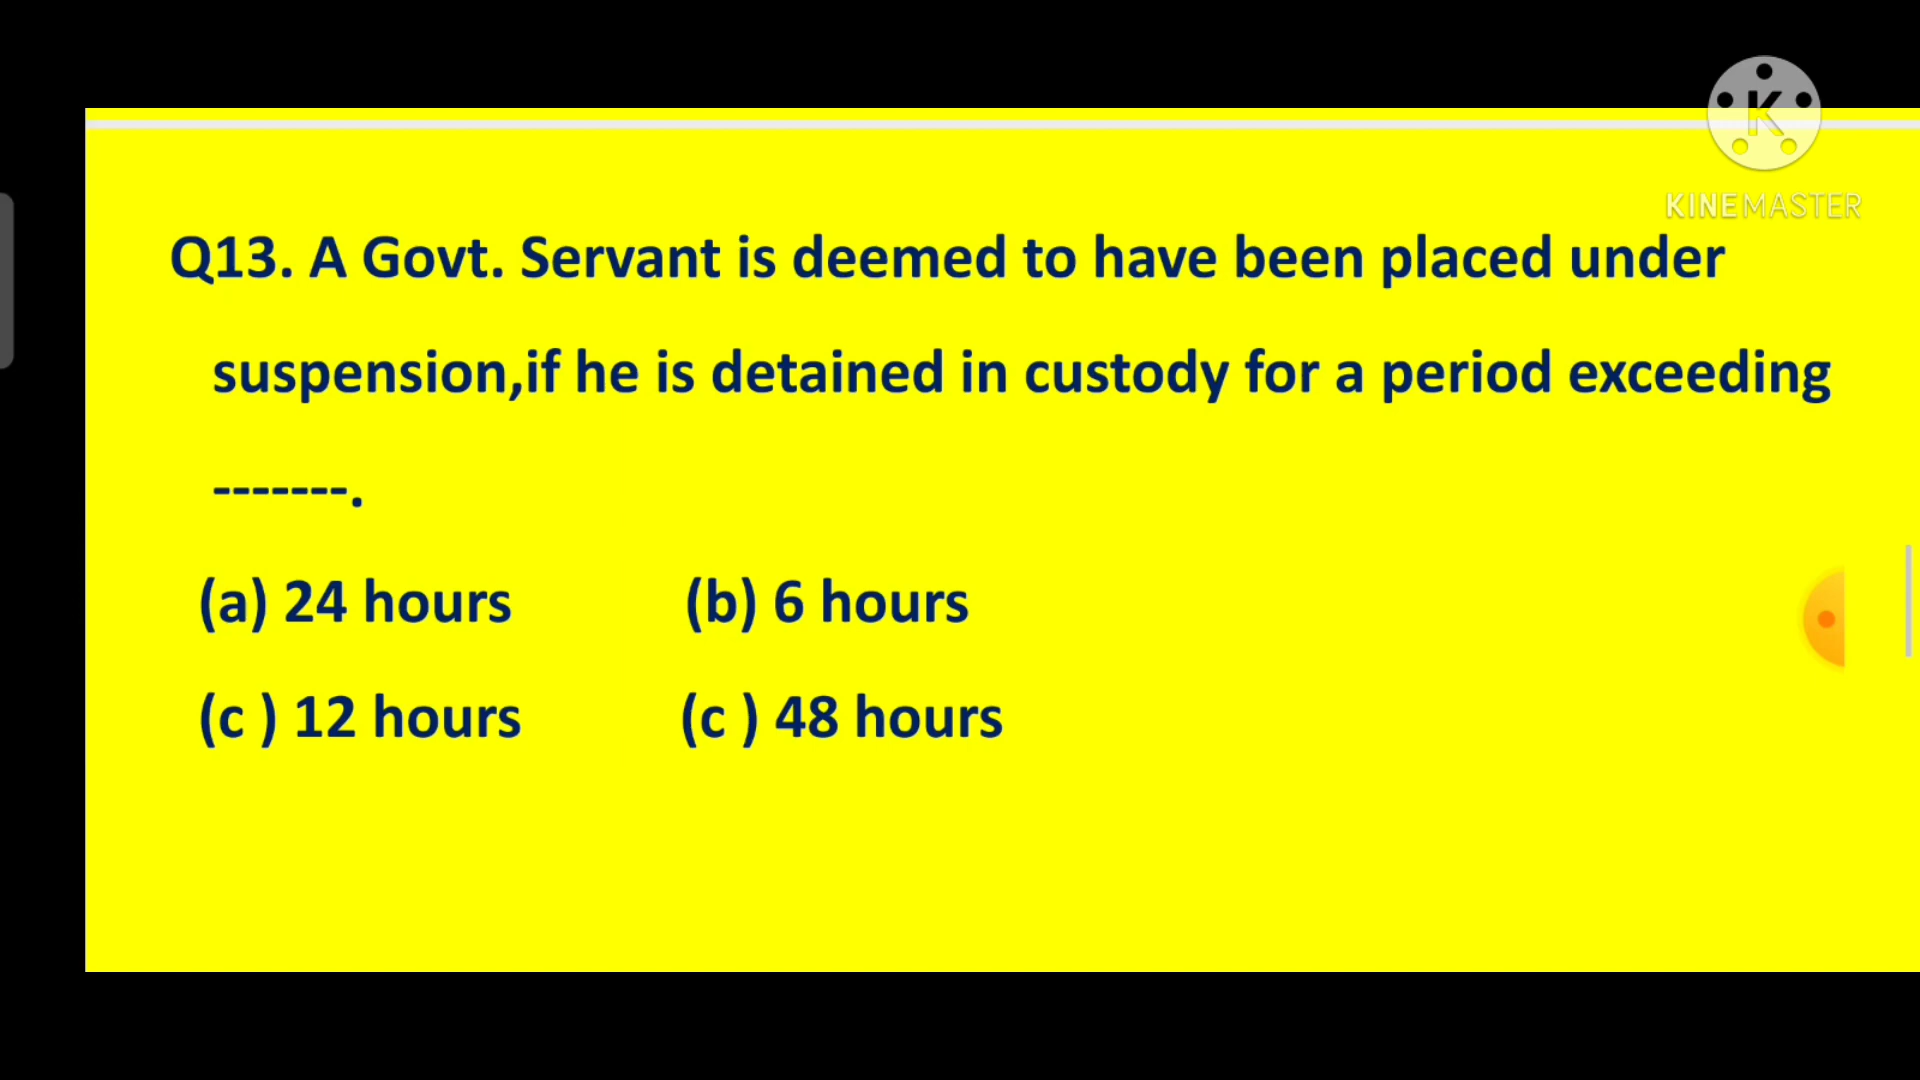 K
KINEMASTER
Q13. A Govt. Servant is deemed to have been placed under
suspension,if he is detained in custody for a period exceeding
-------.
(a) 24 hours (b) 6 hours
(c ) 12 hours (c ) 48 hours